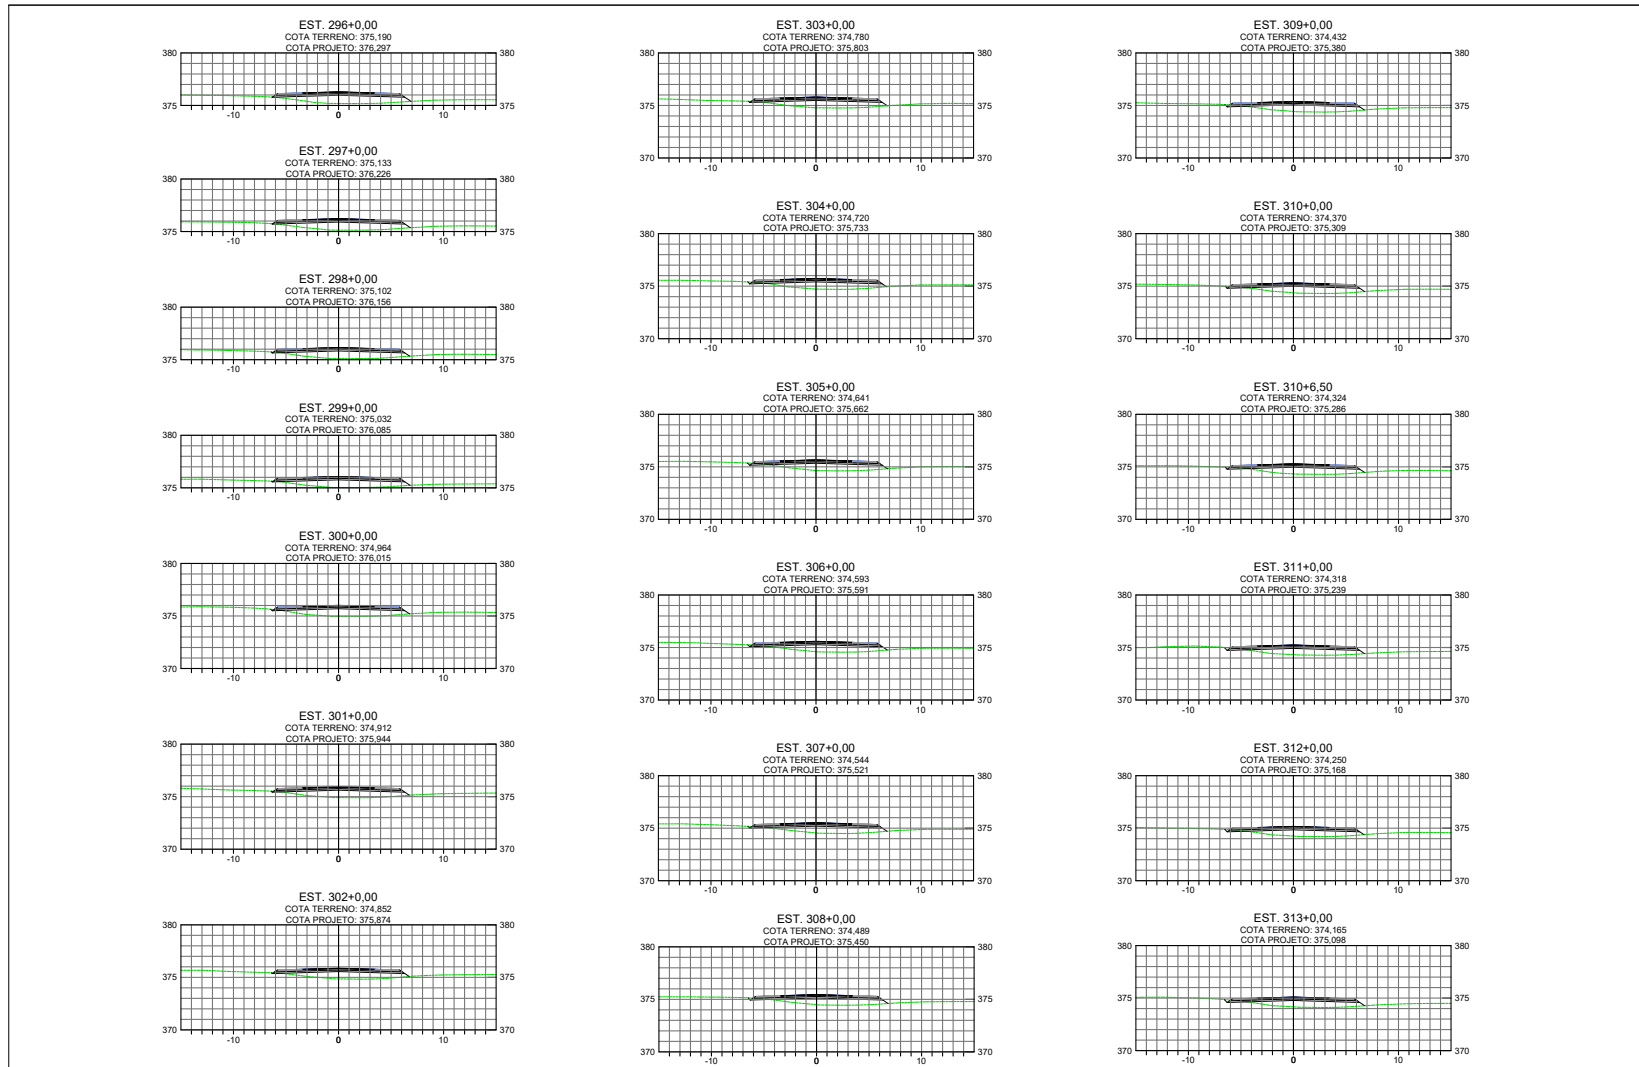 EST. 296+0,00
COTA TERRENO: 375,190
COTA PROJETO: 376,297
380 380
375 375
-10 0 10
EST. 297+0,00
COTA TERRENO: 375,133
COTA PROJETO: 376,226
380 380
375 375
-10 0 10
EST. 298+0,00
COTA TERRENO: 375,102
COTA PROJETO: 376,156
380 380
375 375
-10 0 10
EST. 299+0,00
COTA TERRENO: 375,032
COTA PROJETO: 376,085
380 380
375 375
-10 0 10
EST. 300+0,00
COTA TERRENO: 374,964
COTA PROJETO: 376,015
380 380
375 375
370 370
-10 0 10
EST. 301+0,00
COTA TERRENO: 374,912
COTA PROJETO: 375,944
380 380
375 375
370 370
-10 0 10
EST. 302+0,00
COTA TERRENO: 374,852
COTA PROJETO: 375,874
380 380
375 375
370 370
-10 0 10
EST. 303+0,00
COTA TERRENO: 374,780
COTA PROJETO: 375,803
380 380
375 375
370 370
-10 0 10
EST. 304+0,00
COTA TERRENO: 374,720
COTA PROJETO: 375,733
380 380
375 375
370 370
-10 0 10
EST. 305+0,00
COTA TERRENO: 374,641
COTA PROJETO: 375,662
380 380
375 375
370 370
-10 0 10
EST. 306+0,00
COTA TERRENO: 374,593
COTA PROJETO: 375,591
380 380
375 375
370 370
-10 0 10
EST. 307+0,00
COTA TERRENO: 374,544
COTA PROJETO: 375,521
380 380
375 375
370 370
-10 0 10
EST. 308+0,00
COTA TERRENO: 374,489
COTA PROJETO: 375,450
380 380
375 375
370 370
-10 0 10
EST. 309+0,00
COTA TERRENO: 374,432
COTA PROJETO: 375,380
380 380
375 375
370 370
-10 0 10
EST. 310+0,00
COTA TERRENO: 374,370
COTA PROJETO: 375,309
380 380
375 375
370 370
-10 0 10
EST. 310+6,50
COTA TERRENO: 374,324
COTA PROJETO: 375,286
380 380
375 375
370 370
-10 0 10
EST. 311+0,00
COTA TERRENO: 374,318
COTA PROJETO: 375,239
380 380
375 375
370 370
-10 0 10
EST. 312+0,00
COTA TERRENO: 374,250
COTA PROJETO: 375,168
380 380
375 375
370 370
-10 0 10
EST. 313+0,00
COTA TERRENO: 374,165
COTA PROJETO: 375,098
380 380
375 375
370 370
-10 0 10